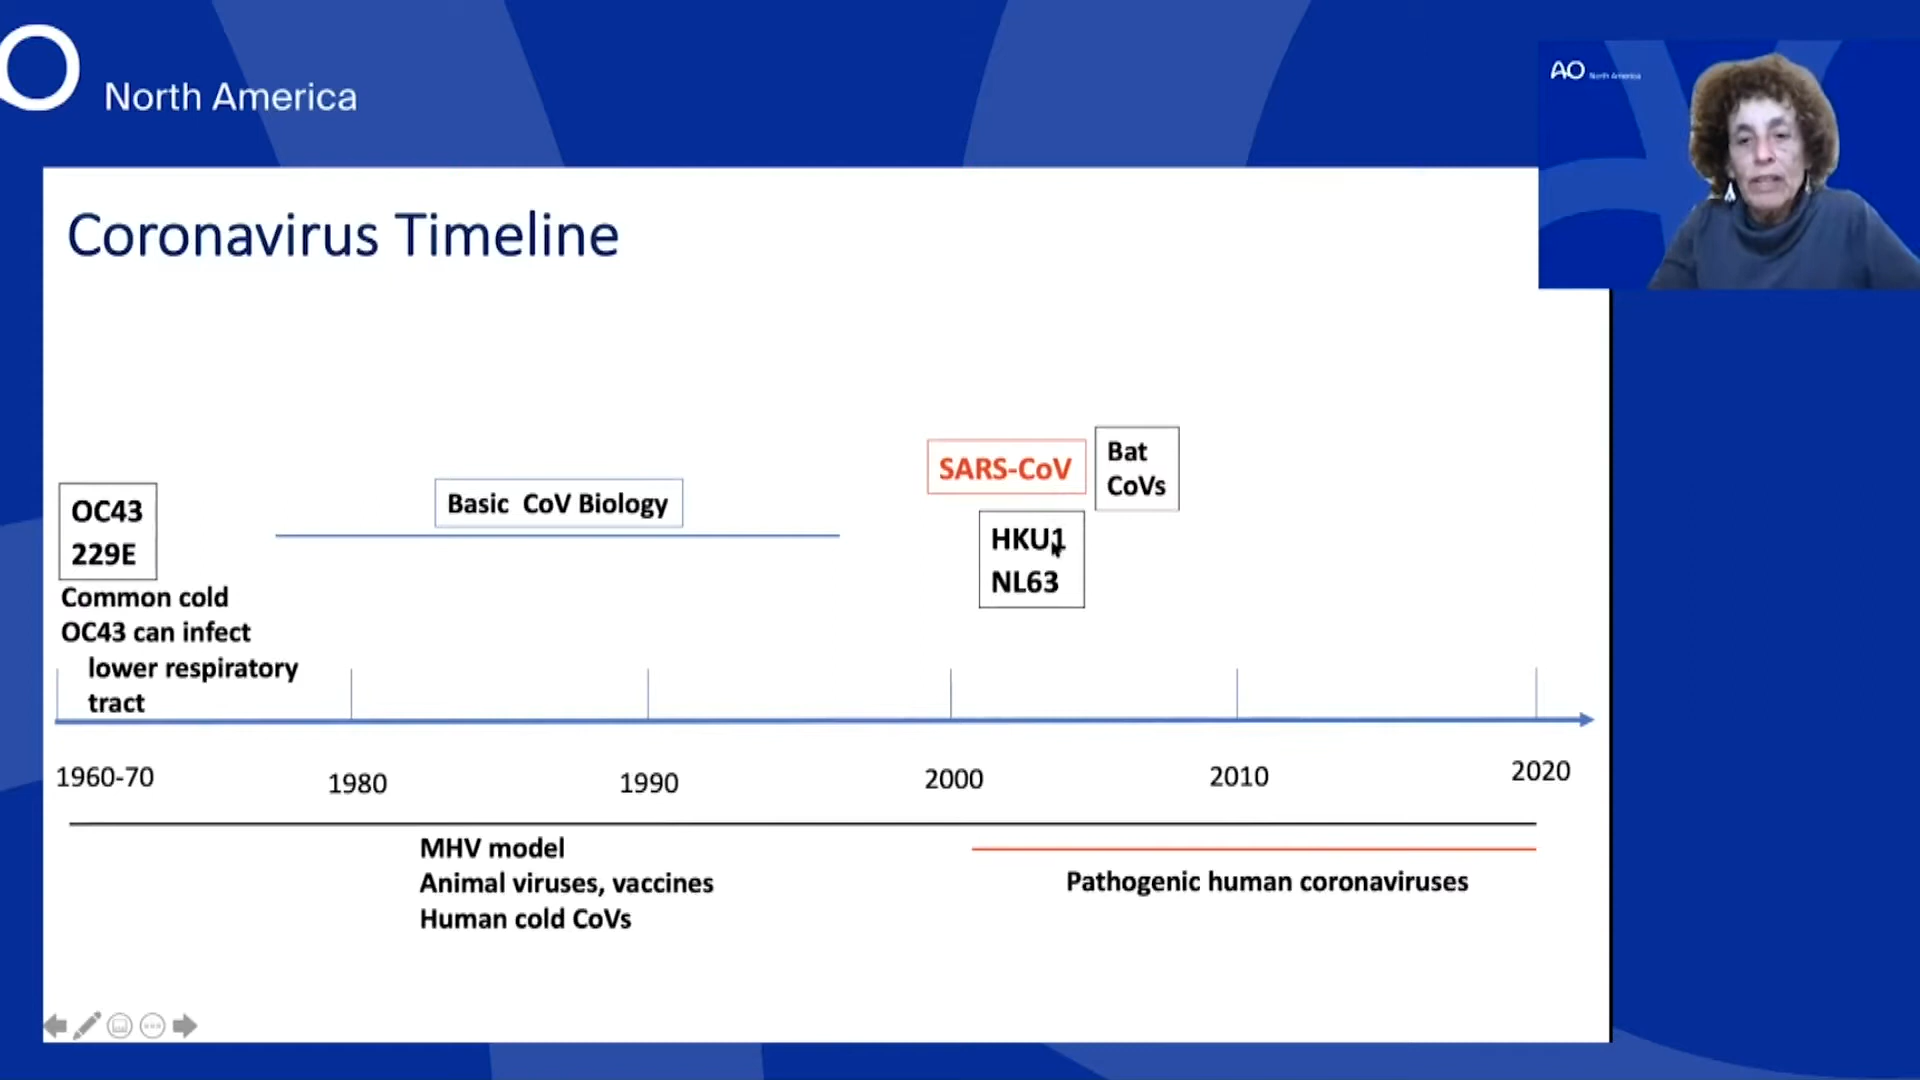 North America
AO North America
Coronavirus Timeline
OC43
229E
Common cold
OC43 can infect
lower respiratory
tract
Basic CoV Biology
SARS-CoV
Bat
CoVs
HKU1
NL63
1960-70
1980
1990
2000
2010
2020
MHV model
Animal viruses, vaccines
Human cold CoVs
Pathogenic human coronaviruses